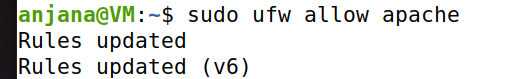 anjana@VM:~$ sudo ufw allow apache
Rules updated
Rules updated (v6)